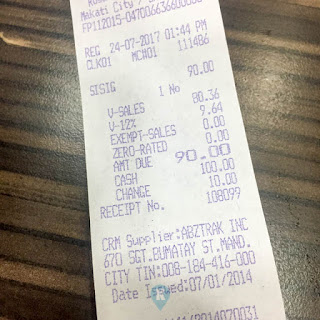 Makati City
REG 24-07-2017 01:44 PM
CLK01 MCH01 111486
SISIG 90.00
1 No
V-SALES 80.36
V-12% 9.64
EXEMPT-SALES 0.00
ZERO-RATED 0.00
AMT DUE 90.00
CASH 100.00
CHANGE 10.00
RECEIPT No. 108099
CRM Supplier:ABZTRAK INC
670 SGT.BUMATAY ST.MAND.
CITY TIN:008-184-416-000
Date Issued:07/01/2014